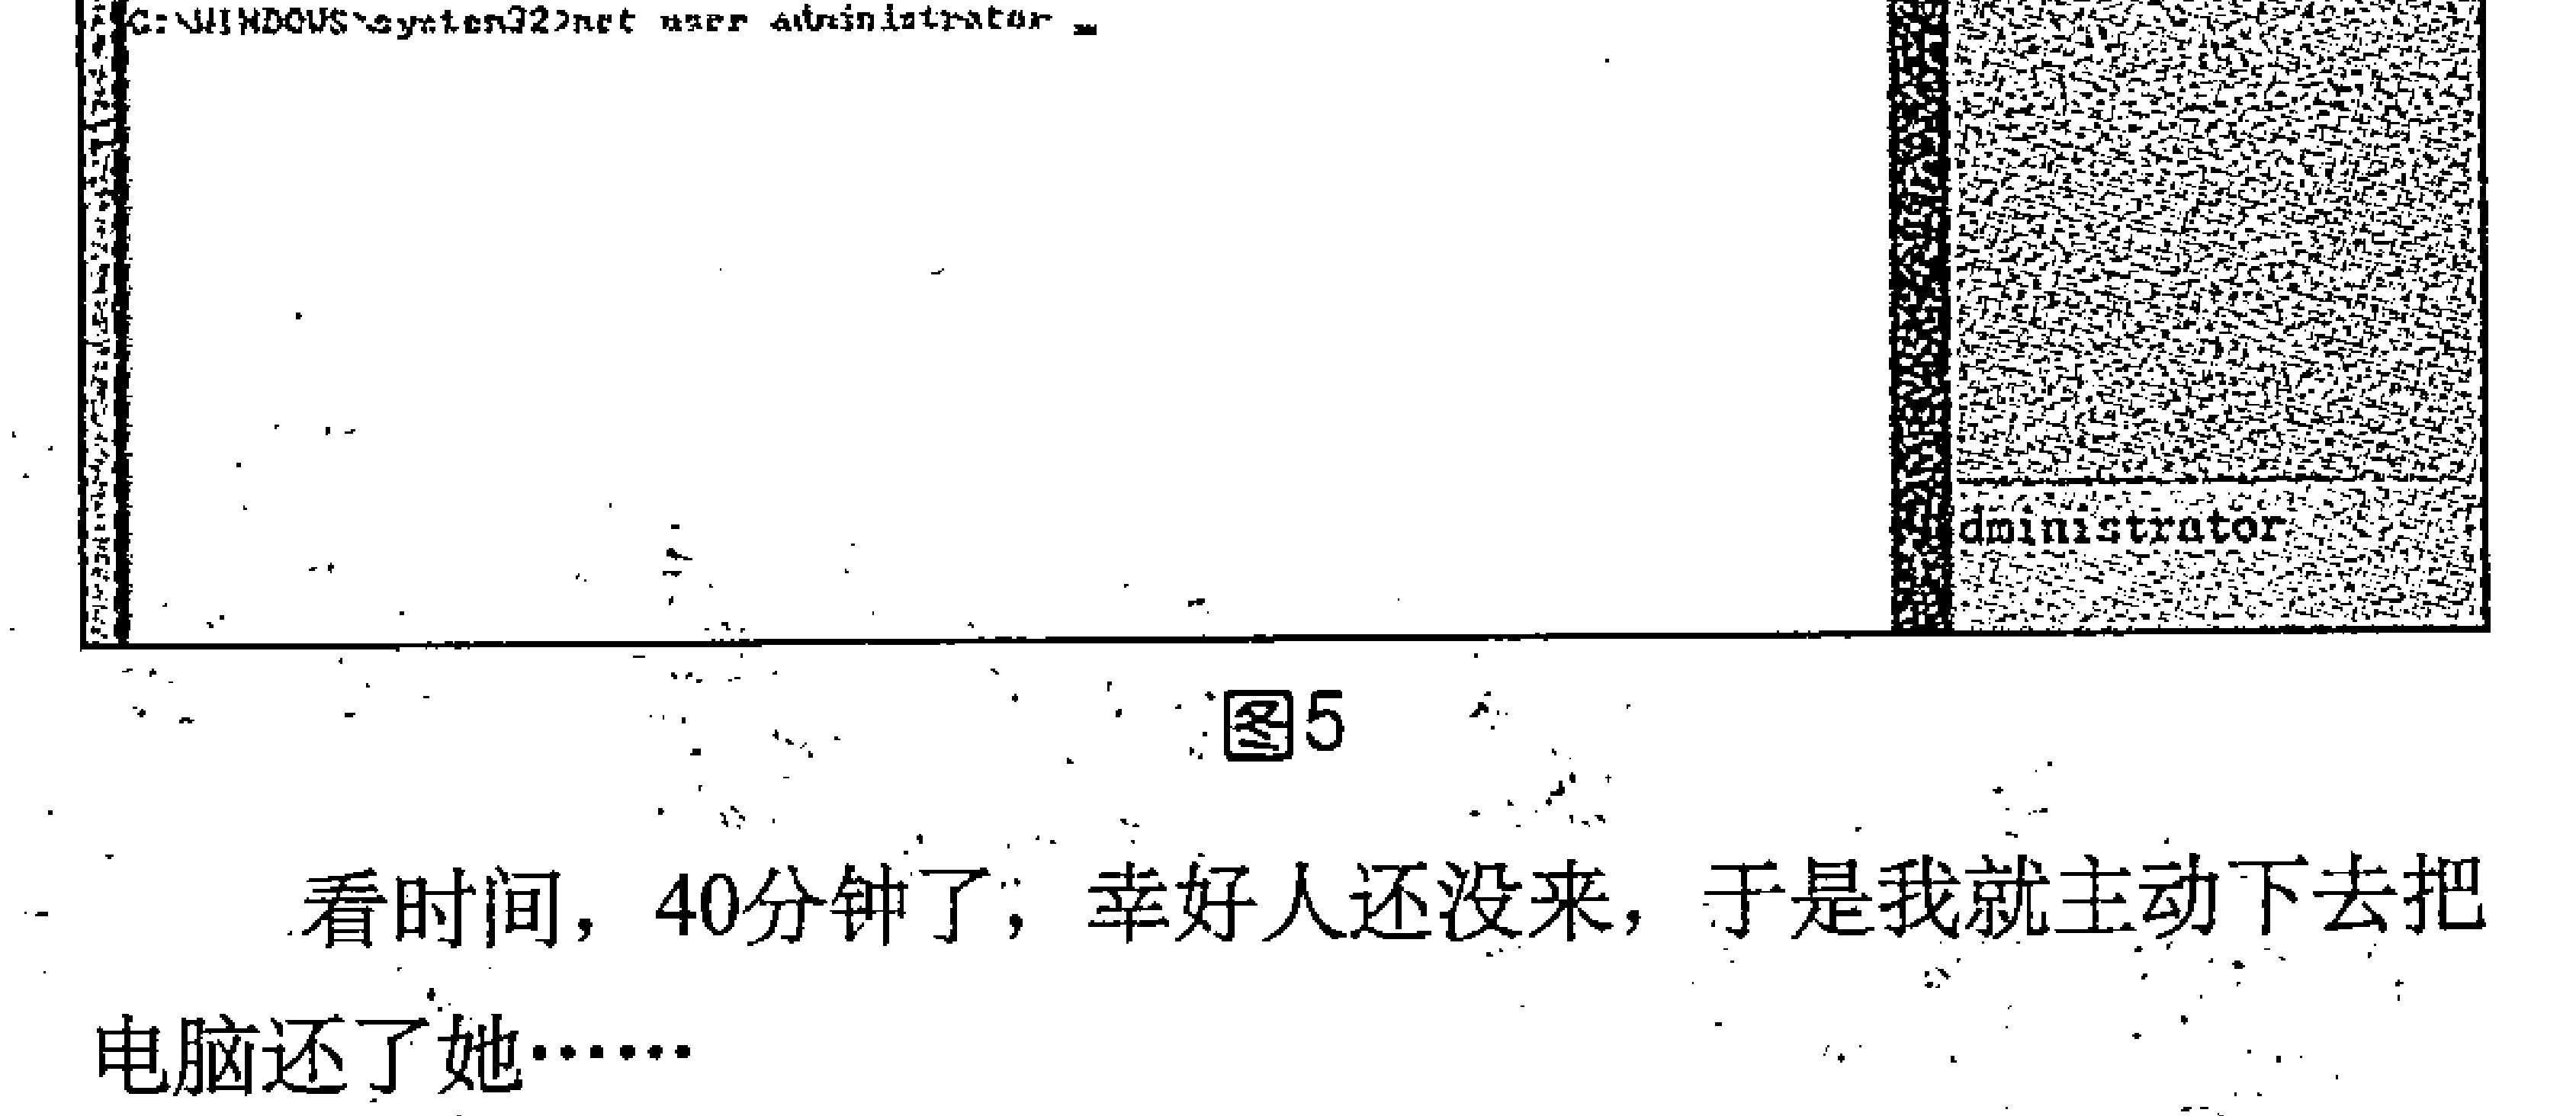 C:\WINDOWS\system32>net user administrator _
dministrator
图5
看时间，40分钟了，幸好人还没来，于是我就主动下去把
电脑还了她……